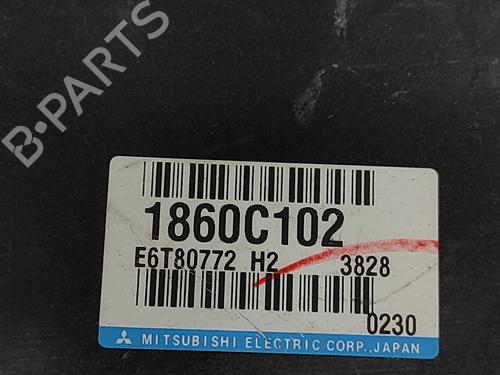 B-PARTS
1860C102
E6T80772 H2 3828
0230
MITSUBISHI ELECTRIC CORP.,JAPAN